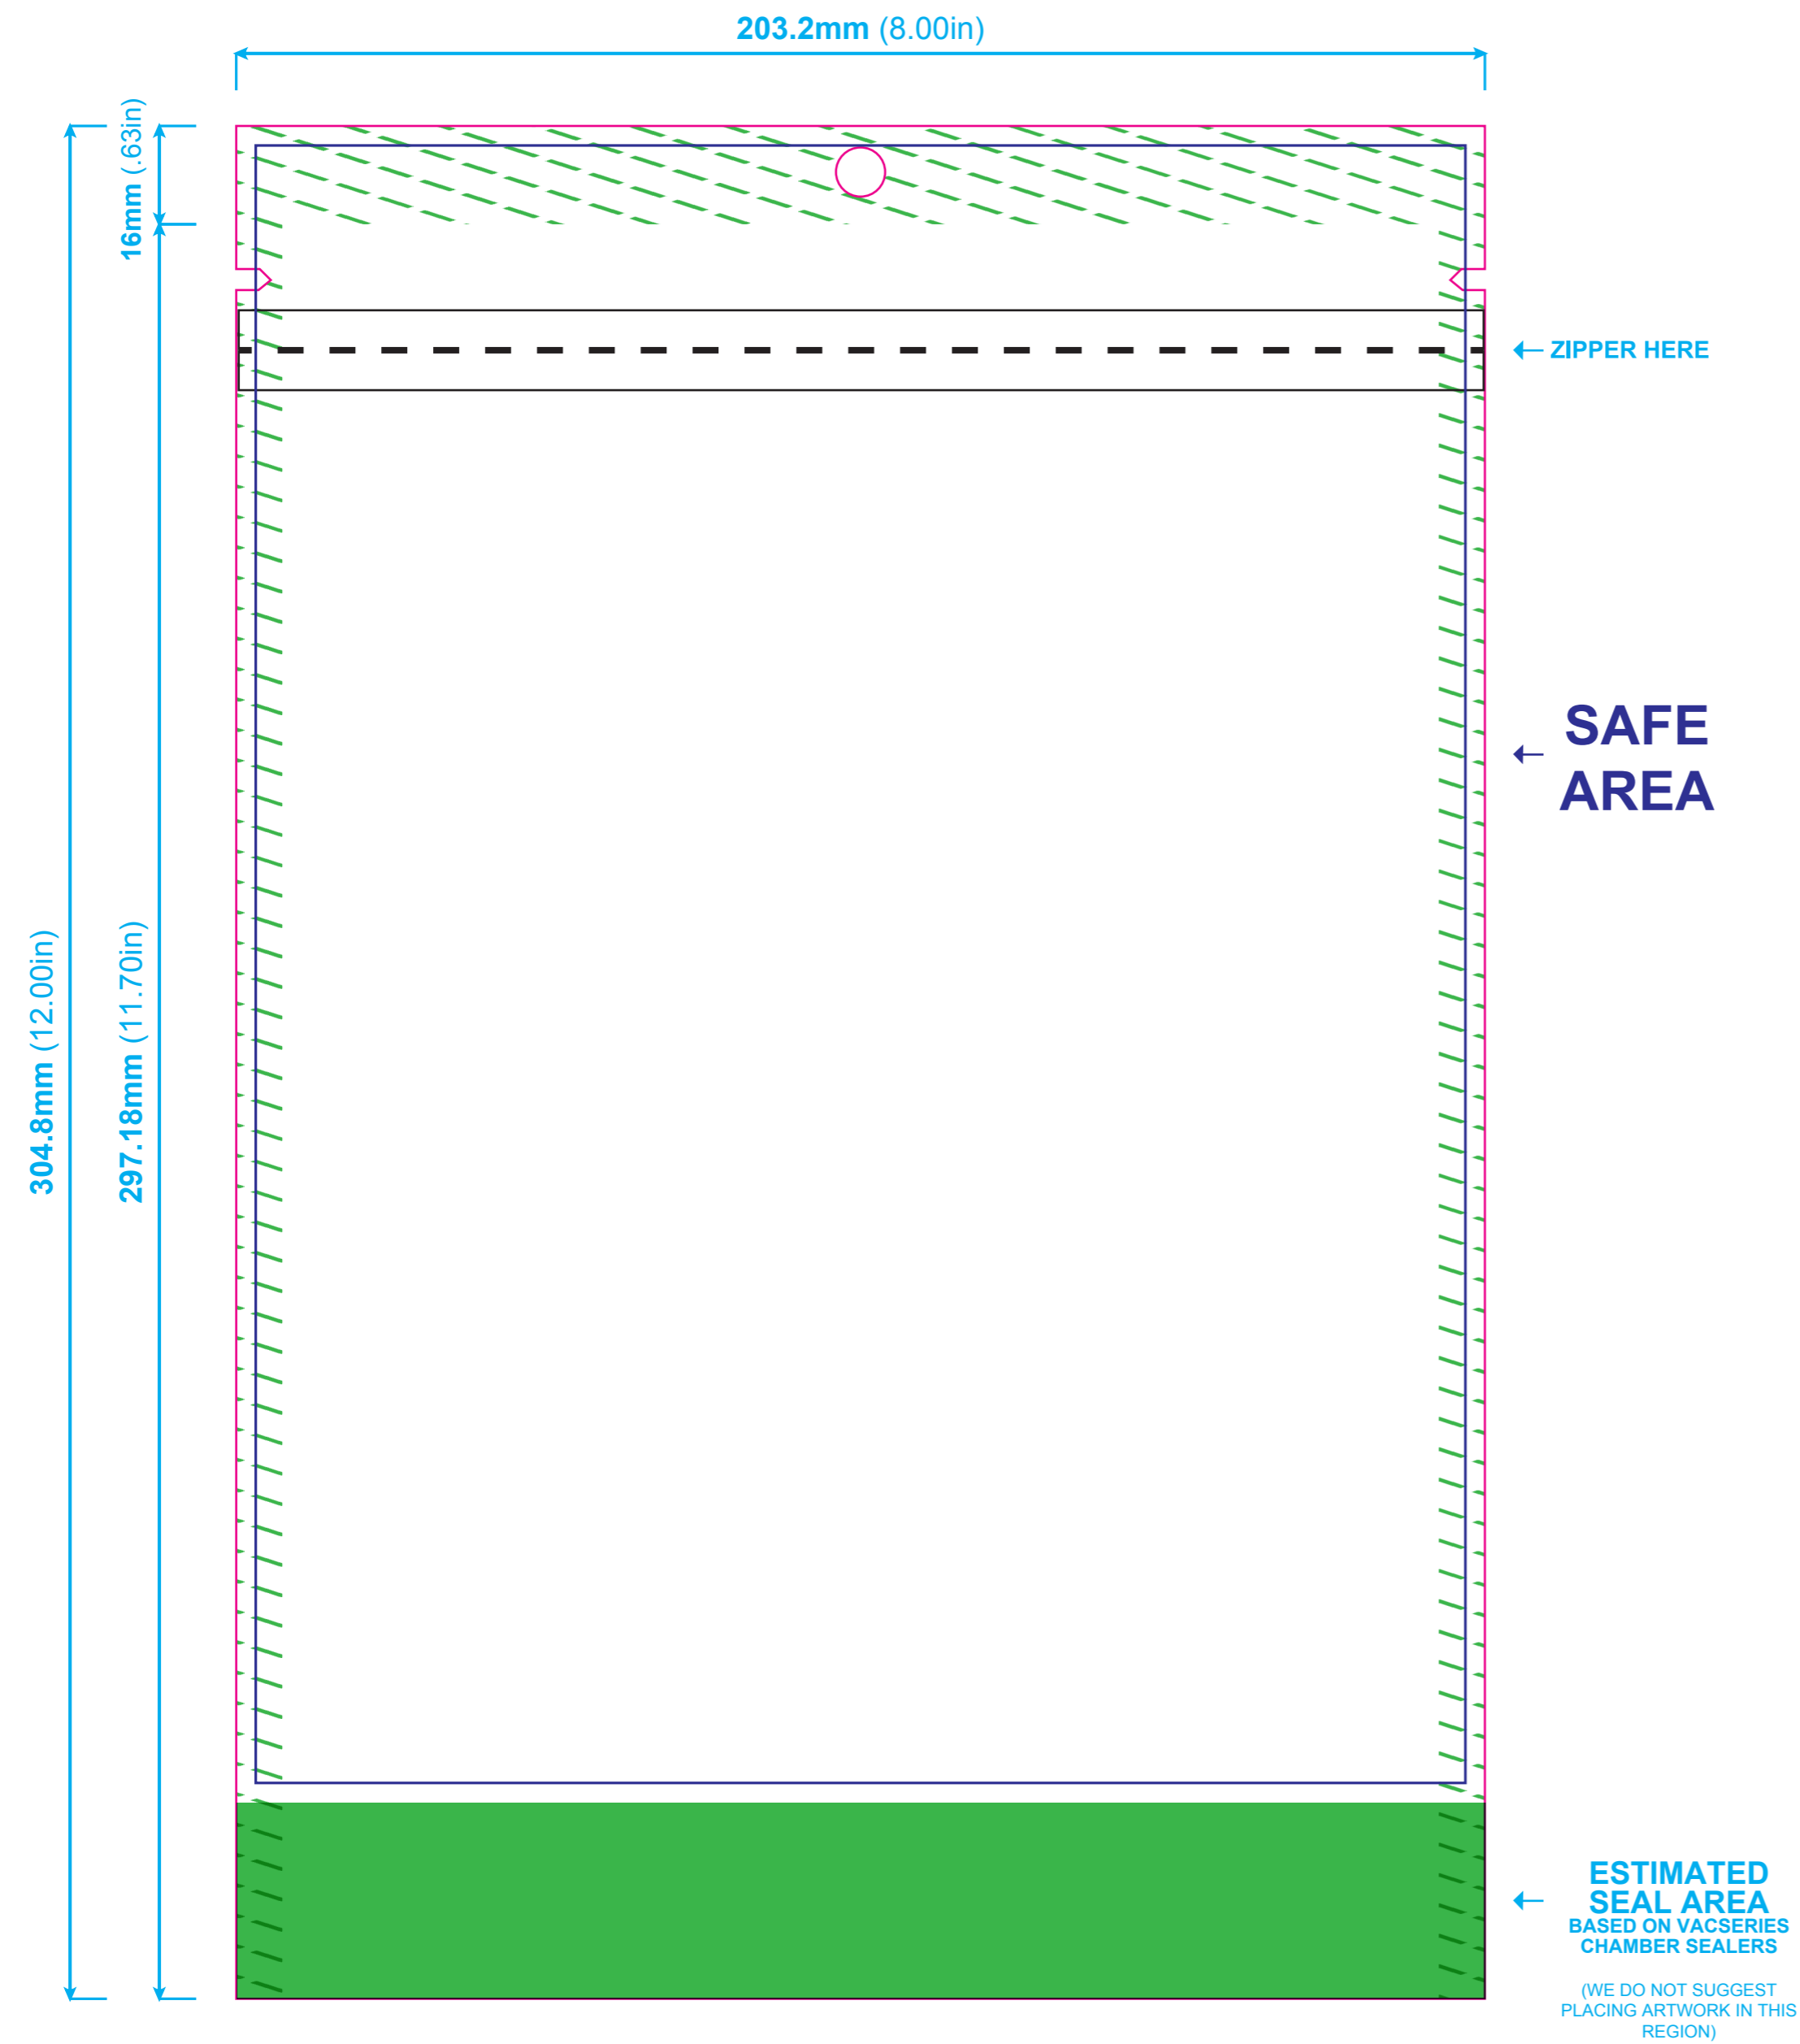 203.2mm (8.00in)
16mm (.63in)
304.8mm (12.00in)
297.18mm (11.70in)
ZIPPER HERE
SAFE
AREA
ESTIMATED
SEAL AREA
BASED ON VACSERIES
CHAMBER SEALERS
(WE DO NOT SUGGEST
PLACING ARTWORK IN THIS
REGION)